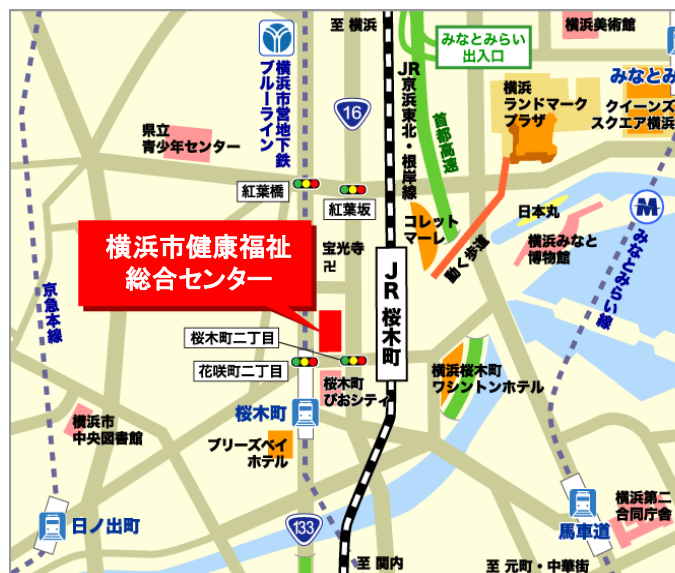 至 横浜
横浜美術館
みなとみらい
出入口
みなとみ
横浜市営地下鉄
ブルーライン
JR京浜東北・根岸線
首都高速
横浜
ランドマーク
プラザ
クイーンズ
スクエア横浜
16
県立
青少年センター
紅葉橋
紅葉坂
コレット
マーレ
動く歩道
日本丸
横浜みなと
博物館
M
みなとみらい線
横浜市健康福祉
総合センター
宝光寺
卍
JR桜木町
京急本線
桜木町二丁目
花咲町二丁目
桜木町
ぴおシティ
横浜桜木町
ワシントンホテル
桜木町
横浜市
中央図書館
ブリーズベイ
ホテル
日ノ出町
133
馬車道
横浜第二
合同庁舎
至 関内
至 元町・中華街